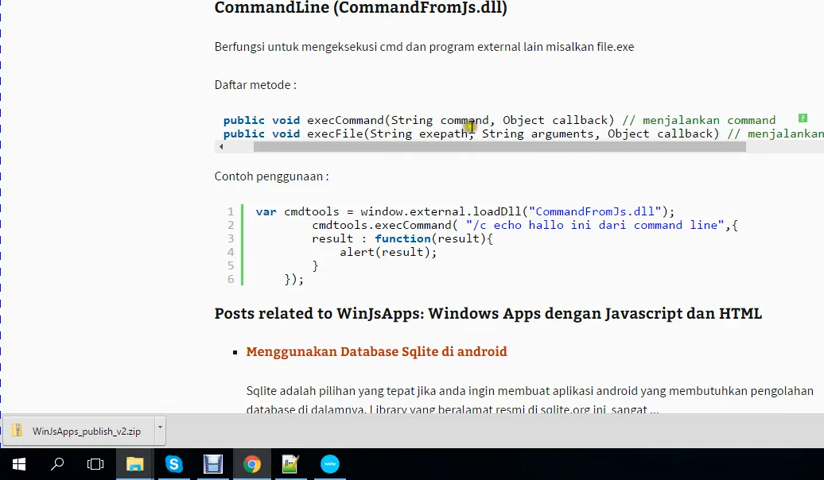 CommandLine (CommandFromJs.dll)
Berfungsi untuk mengeksekusi cmd dan program external lain misalkan file.exe
Daftar metode :
public void execCommand(String command, Object callback) // menjalankan command
?
public void execFile(String exepath, String arguments, Object callback) // menjalankan
Contoh penggunaan :
1 var cmdtools = window.external.loadDll("CommandFromJs.dll");
2 cmdtools.execCommand( "/c echo hallo ini dari command line",{
3 result : function(result){
4 alert(result);
5 }
6 });
Posts related to WinJsApps: Windows Apps dengan Javascript dan HTML
Menggunakan Database Sqlite di android
Sqlite adalah pilihan yang tepat jika anda ingin membuat aplikasi android yang membutuhkan pengolahan
database di dalamnya. Library yang beralamat resmi di sqlite.org ini sangat ...
WinJsApps_publish_v2.zip